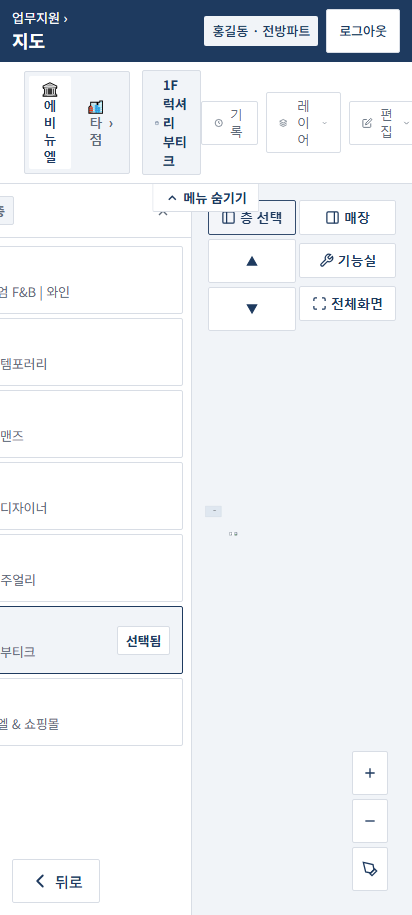 업무지원 ›
지도
홍길동 · 전방파트
로그아웃
에
비
뉴
엘
타
점
›
1F
럭셔
리
부티
크
기
록
레
이
어
편
집
메뉴 숨기기
층
층 선택
매장
▲
기능실
▼
전체화면
엄 F&B | 와인
템포러리
맨즈
디자이너
주얼리
부티크
선택됨
엘 & 쇼핑몰
+
−
뒤로